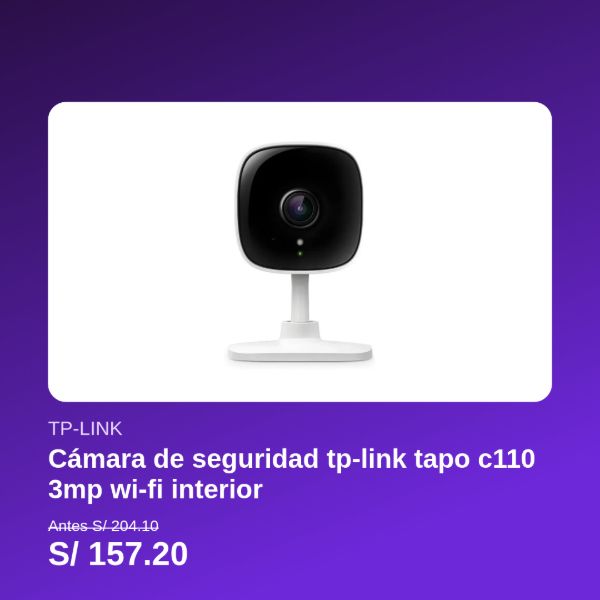 TP-LINK
Cámara de seguridad tp-link tapo c110
3mp wi-fi interior
Antes S/ 204.10
S/ 157.20